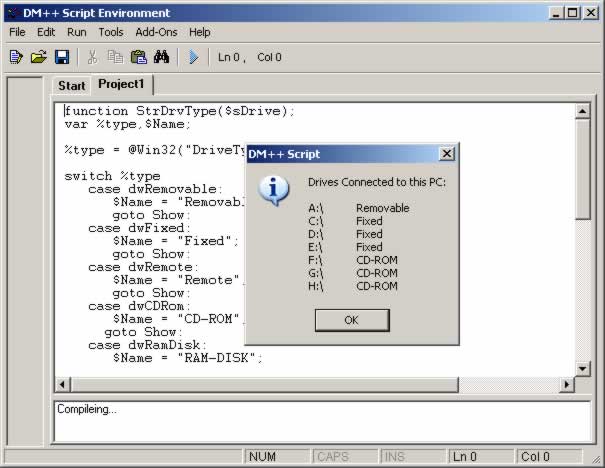 DM++ Script Environment
File Edit Run Tools Add-Ons Help
Ln 0 , Col 0
Start Project1
function StrDrvType($sDrive);
var %type,$Name;
%type = @Win32("DriveTy
switch %type
case dwRemovable:
$Name = "Removabl
goto Show:
case dwFixed:
$Name = "Fixed";
goto Show:
case dwRemote:
$Name = "Remote"
goto Show:
case dwCDRom:
$Name = "CD-ROM"
goto Show:
case dwRamDisk:
$Name = "RAM-DISK";
DM++ Script
Drives Connected to this PC:
A:\ Removable
C:\ Fixed
D:\ Fixed
E:\ Fixed
F:\ CD-ROM
G:\ CD-ROM
H:\ CD-ROM
OK
Compileing...
NUM CAPS INS Ln 0 Col 0